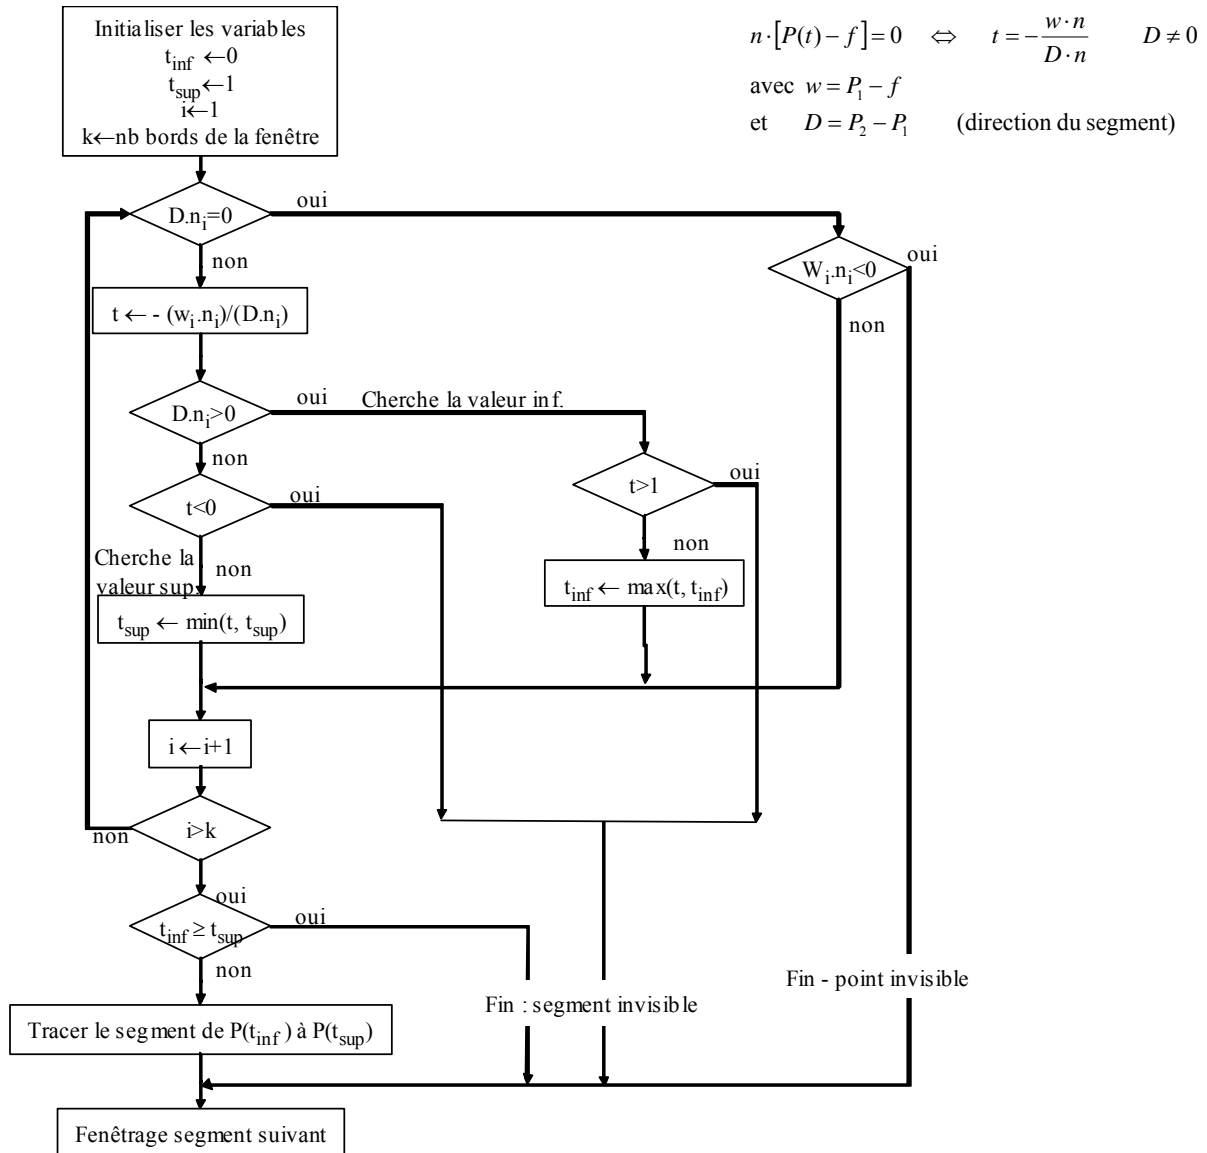 Initialiser les variables
t_inf ←0
t_sup←1
i←1
k←nb bords de la fenêtre
n·[P(t)−f]=0 ⇔ t=−(w·n)/(D·n) D≠0
avec w=P₁−f
et D=P₂−P₁ (direction du segment)
D.n_i=0
oui
non
W_i.n_i<0
oui
non
t ← - (w_i.n_i)/(D.n_i)
D.n_i>0
oui
Cherche la valeur inf.
non
t>1
oui
non
t_inf ← max(t, t_inf)
t<0
oui
Cherche la
valeur sup.
non
t_sup ← min(t, t_sup)
i ←i+1
i>k
non
oui
t_inf ≥ t_sup
oui
non
Fin : segment invisible
Fin - point invisible
Tracer le segment de P(t_inf ) à P(t_sup)
Fenêtrage segment suivant